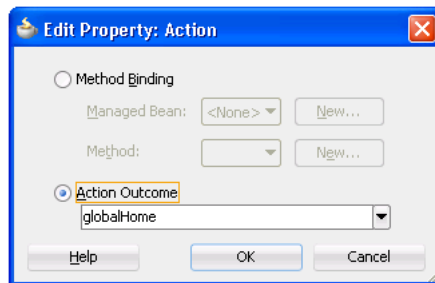 Edit Property: Action
Method Binding
Managed Bean: <None> New...
Method: New...
Action Outcome
globalHome
Help OK Cancel